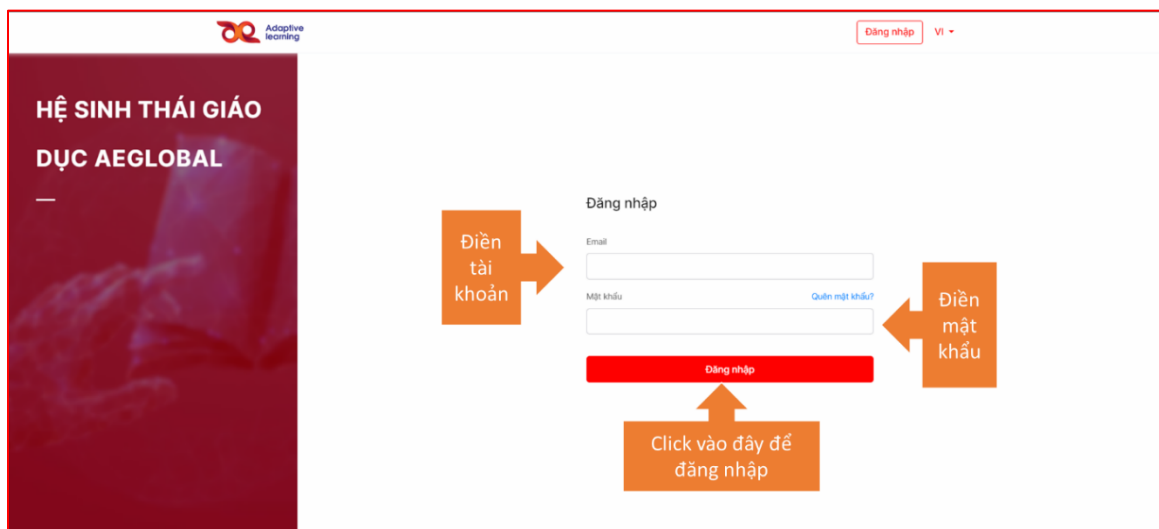 Adaptive
learning
Đăng nhập VI
HỆ SINH THÁI GIÁO
DỤC AEGLOBAL
Đăng nhập
Điền
tài
khoản
Email
Mật khẩu Quên mật khẩu?
Điền
mật
khẩu
Đăng nhập
Click vào đây để
đăng nhập